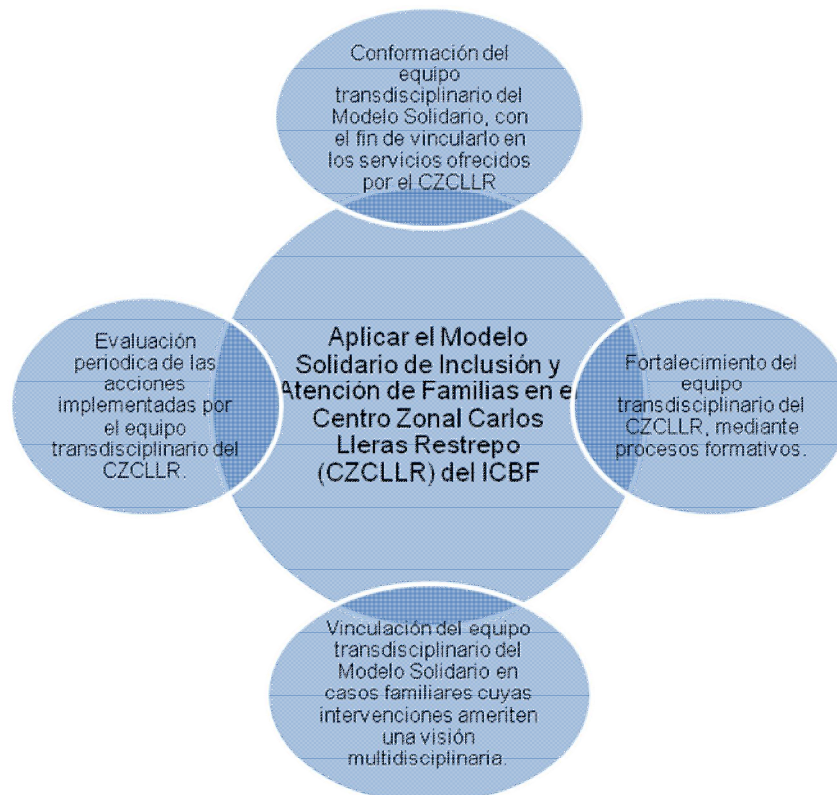 Conformación del
equipo
transdisciplinario del
Modelo Solidario, con
el fin de vincularlo en
los servicios ofrecidos
por el CZCLLR
Evaluación
periodica de las
acciones
implementadas por
el equipo
transdisciplinario del
CZCLLR.
Aplicar el Modelo
Solidario de Inclusión y
Atención de Familias en el
Centro Zonal Carlos
Lleras Restrepo
(CZCLLR) del ICBF
Fortalecimiento del
equipo
transdisciplinario del
CZCLLR, mediante
procesos formativos.
Vinculación del equipo
transdisciplinario del
Modelo Solidario en
casos familiares cuyas
intervenciones ameriten
una visión
multidisciplinaria.